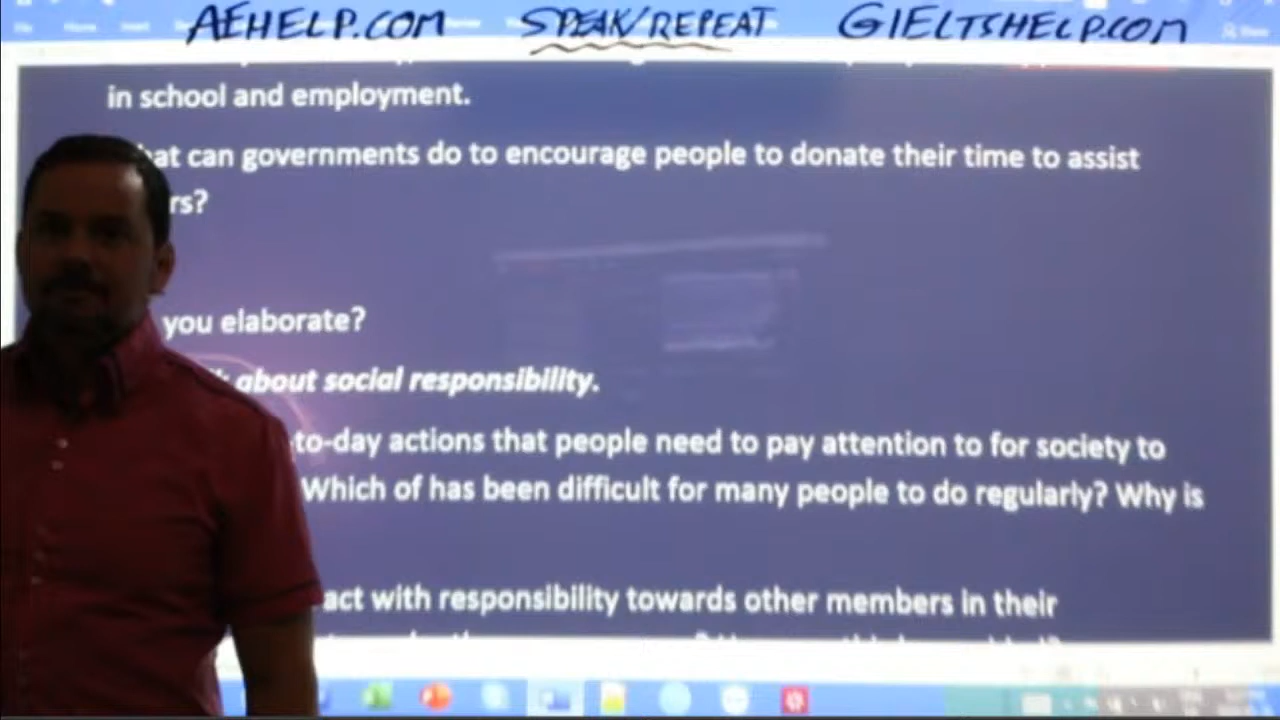 AEHELP.COM SPEAK/REPEAT GIELTSHELP.COM
in school and employment.
hat can governments do to encourage people to donate their time to assist
rs?
you elaborate?
about social responsibility.
-to-day actions that people need to pay attention to for society to
Which of has been difficult for many people to do regularly? Why is
act with responsibility towards other members in their